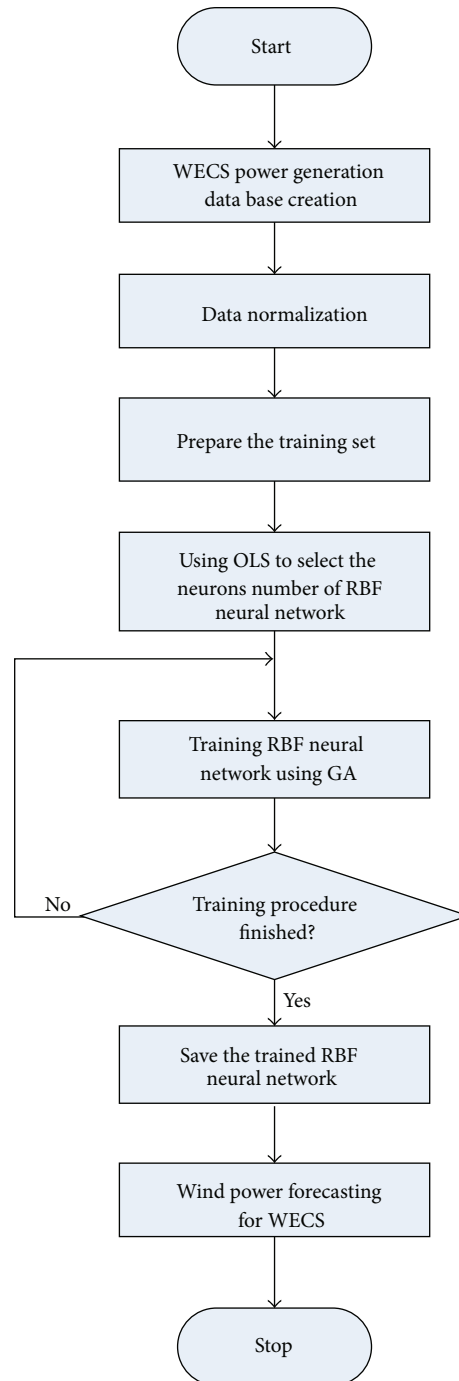 Start
WECS power generation
data base creation
Data normalization
Prepare the training set
Using OLS to select the
neurons number of RBF
neural network
Training RBF neural
network using GA
No
Training procedure
finished?
Yes
Save the trained RBF
neural network
Wind power forecasting
for WECS
Stop